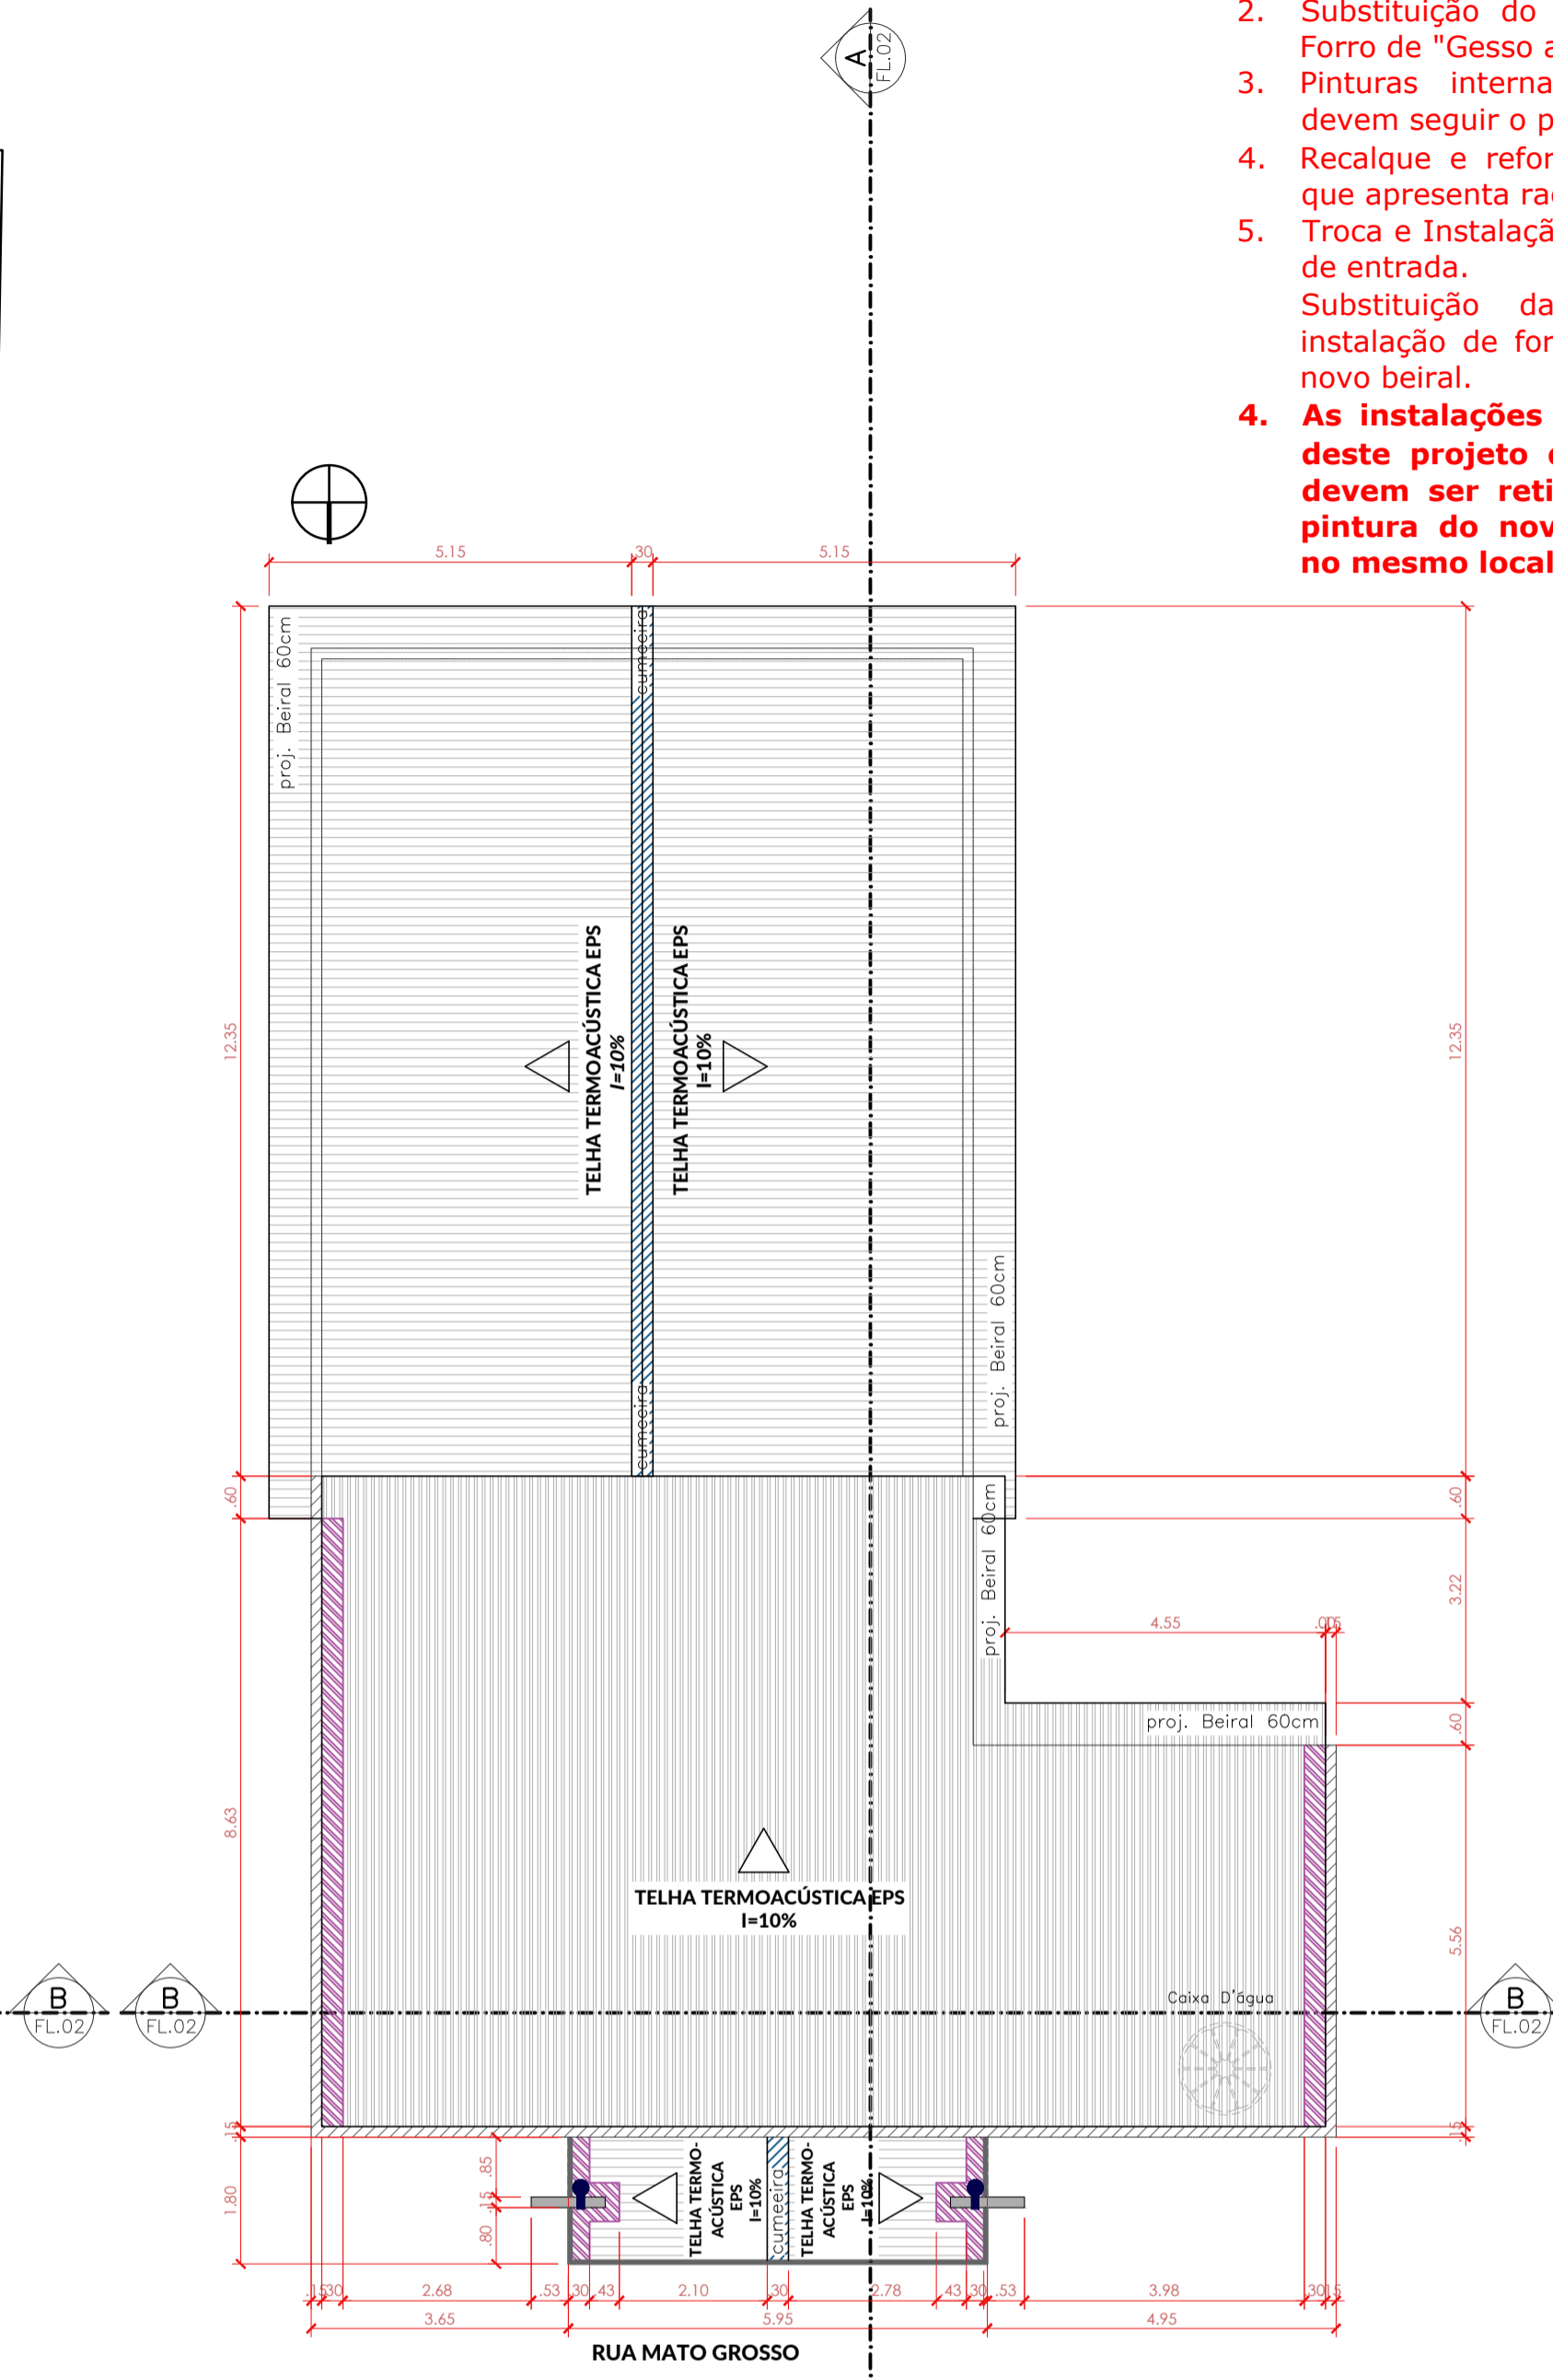 2. Substituição do
Forro de "Gesso a
3. Pinturas interna
devem seguir o p
4. Recalque e refor
que apresenta ra
5. Troca e Instalaçã
de entrada.
Substituição da
instalação de for
novo beiral.
4. As instalações
deste projeto
devem ser reti
pintura do nov
no mesmo local
A
FL.02
5.15
.30
5.15
proj. Beiral 60cm
cumeeira
12.35
TELHA TERMOACÚSTICA EPS
I=10%
TELHA TERMOACÚSTICA EPS
I=10%
12.35
proj. Beiral 60cm
cumeeira
.60
.60
proj. Beiral 60cm
3.22
4.55
.00
.15
proj. Beiral 60cm
.60
8.63
TELHA TERMOACÚSTICA EPS
I=10%
5.56
B
FL.02
B
FL.02
Caixa D'água
B
FL.02
.15
.15
1.80
.85
.15
.80
TELHA TERMO-
ACÚSTICA
EPS
I=10%
cumeeira
TELHA TERMO-
ACÚSTICA
EPS
I=10%
.15
.30
2.68
.53
.30
.43
2.10
.30
2.78
.43
.30
.53
3.98
.30
.15
3.65
5.95
4.95
RUA MATO GROSSO